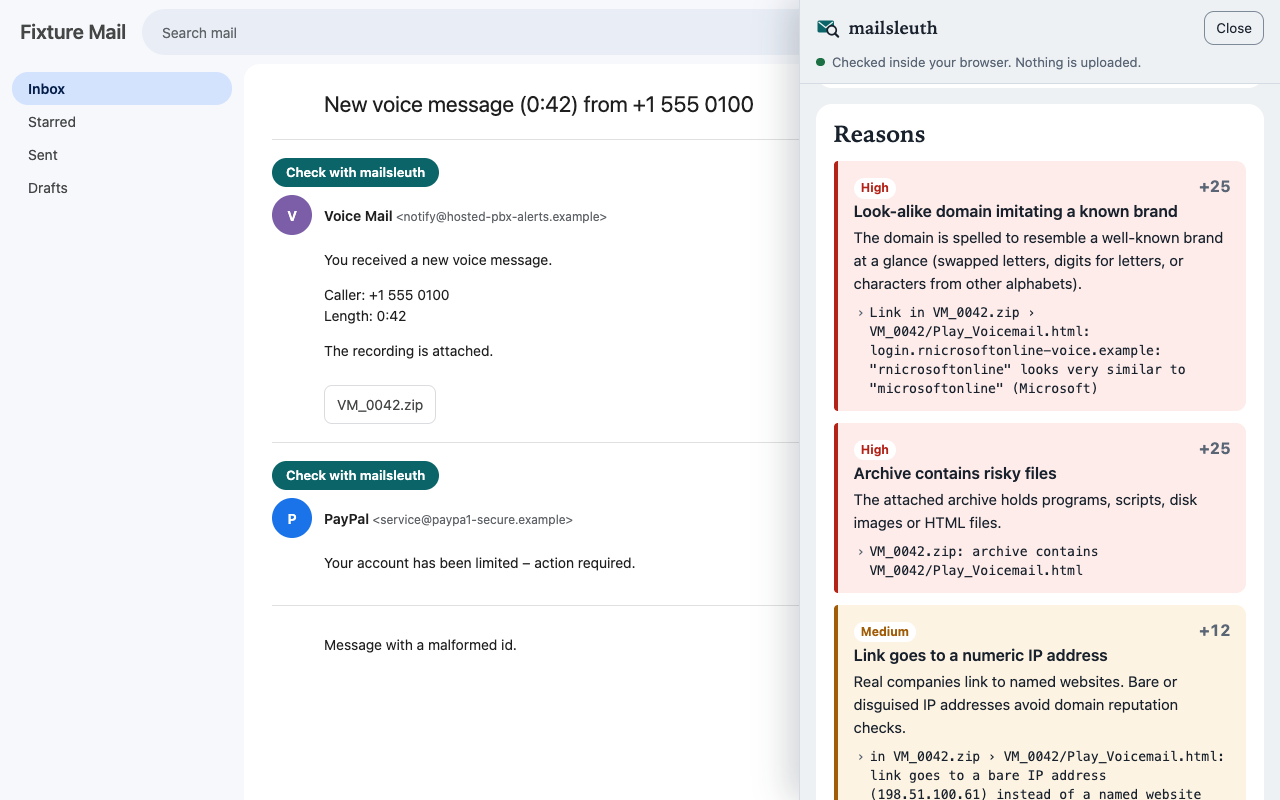 Fixture Mail
Search mail
Inbox
Starred
Sent
Drafts
New voice message (0:42) from +1 555 0100
Check with mailsleuth
V
Voice Mail <notify@hosted-pbx-alerts.example>
You received a new voice message.
Caller: +1 555 0100
Length: 0:42
The recording is attached.
VM_0042.zip
Check with mailsleuth
P
PayPal <service@paypa1-secure.example>
Your account has been limited – action required.
Message with a malformed id.
mailsleuth
Close
Checked inside your browser. Nothing is uploaded.
Reasons
High
+25
Look-alike domain imitating a known brand
The domain is spelled to resemble a well-known brand
at a glance (swapped letters, digits for letters, or
characters from other alphabets).
› Link in VM_0042.zip ›
VM_0042/Play_Voicemail.html:
login.rnicrosoftonline-voice.example:
"rnicrosoftonline" looks very similar to
"microsoftonline" (Microsoft)
High
+25
Archive contains risky files
The attached archive holds programs, scripts, disk
images or HTML files.
› VM_0042.zip: archive contains
VM_0042/Play_Voicemail.html
Medium
+12
Link goes to a numeric IP address
Real companies link to named websites. Bare or
disguised IP addresses avoid domain reputation
checks.
› in VM_0042.zip › VM_0042/Play_Voicemail.html:
link goes to a bare IP address
(198.51.100.61) instead of a named website